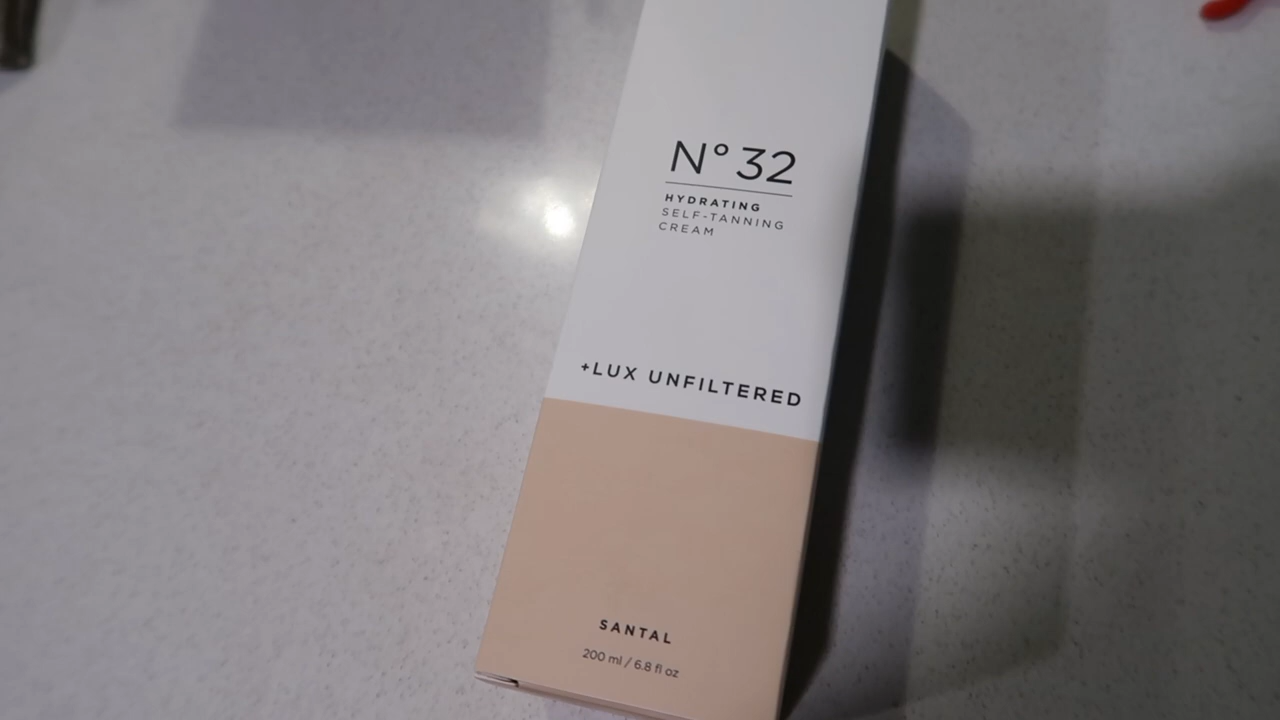 N° 32
HYDRATING
SELF-TANNING
CREAM
+LUX UNFILTERED
SANTAL
200 ml / 6.8 fl oz